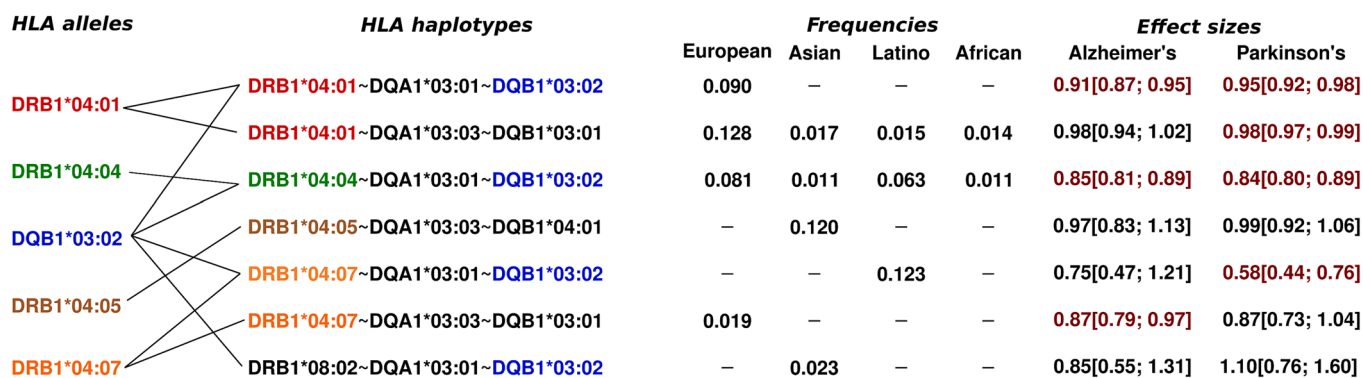 HLA alleles HLA haplotypes Frequencies Effect sizes
European Asian Latino African Alzheimer's Parkinson's
DRB1*04:01~DQA1*03:01~DQB1*03:02 0.090 – – – 0.91[0.87; 0.95] 0.95[0.92; 0.98]
DRB1*04:01
DRB1*04:01~DQA1*03:03~DQB1*03:01 0.128 0.017 0.015 0.014 0.98[0.94; 1.02] 0.98[0.97; 0.99]
DRB1*04:04
DRB1*04:04~DQA1*03:01~DQB1*03:02 0.081 0.011 0.063 0.011 0.85[0.81; 0.89] 0.84[0.80; 0.89]
DRB1*04:05~DQA1*03:03~DQB1*04:01 – 0.120 – – 0.97[0.83; 1.13] 0.99[0.92; 1.06]
DQB1*03:02
DRB1*04:07~DQA1*03:01~DQB1*03:02 – – 0.123 – 0.75[0.47; 1.21] 0.58[0.44; 0.76]
DRB1*04:05
DRB1*04:07~DQA1*03:03~DQB1*03:01 0.019 – – – 0.87[0.79; 0.97] 0.87[0.73; 1.04]
DRB1*04:07 DRB1*08:02~DQA1*03:01~DQB1*03:02 – 0.023 – – 0.85[0.55; 1.31] 1.10[0.76; 1.60]